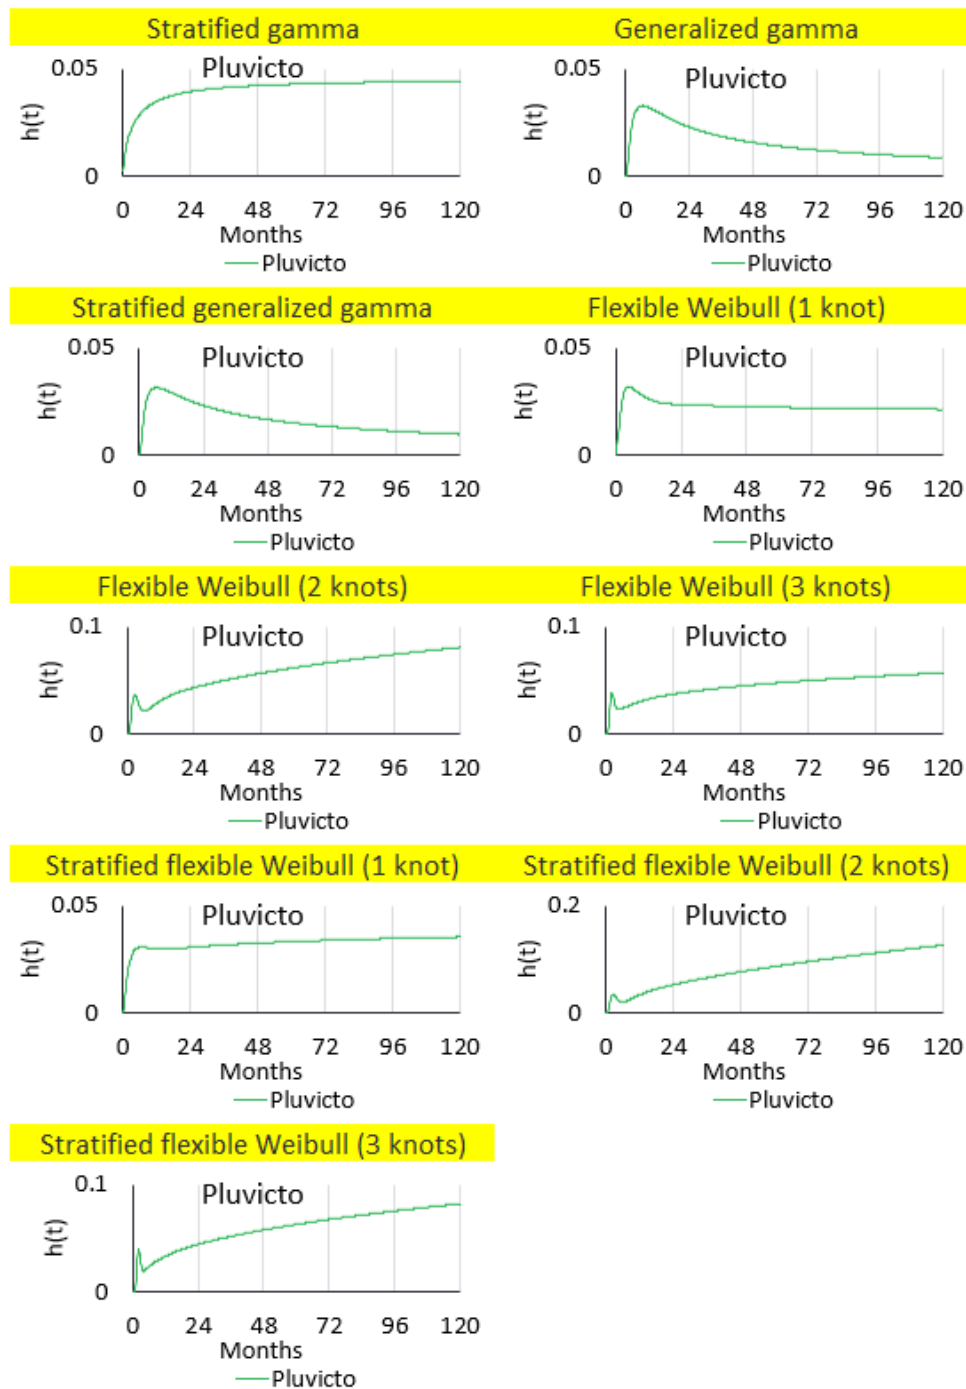 Stratified gamma
Pluvicto
0.05
h(t)
0
0 24 48 72 96 120
Months
Pluvicto
Generalized gamma
Pluvicto
0.05
h(t)
0
0 24 48 72 96 120
Months
Pluvicto
Stratified generalized gamma
Pluvicto
0.05
h(t)
0
0 24 48 72 96 120
Months
Pluvicto
Flexible Weibull (1 knot)
Pluvicto
0.05
h(t)
0
0 24 48 72 96 120
Months
Pluvicto
Flexible Weibull (2 knots)
Pluvicto
0.1
h(t)
0
0 24 48 72 96 120
Months
Pluvicto
Flexible Weibull (3 knots)
Pluvicto
0.1
h(t)
0
0 24 48 72 96 120
Months
Pluvicto
Stratified flexible Weibull (1 knot)
Pluvicto
0.05
h(t)
0
0 24 48 72 96 120
Months
Pluvicto
Stratified flexible Weibull (2 knots)
Pluvicto
0.2
h(t)
0
0 24 48 72 96 120
Months
Pluvicto
Stratified flexible Weibull (3 knots)
Pluvicto
0.1
h(t)
0
0 24 48 72 96 120
Months
Pluvicto